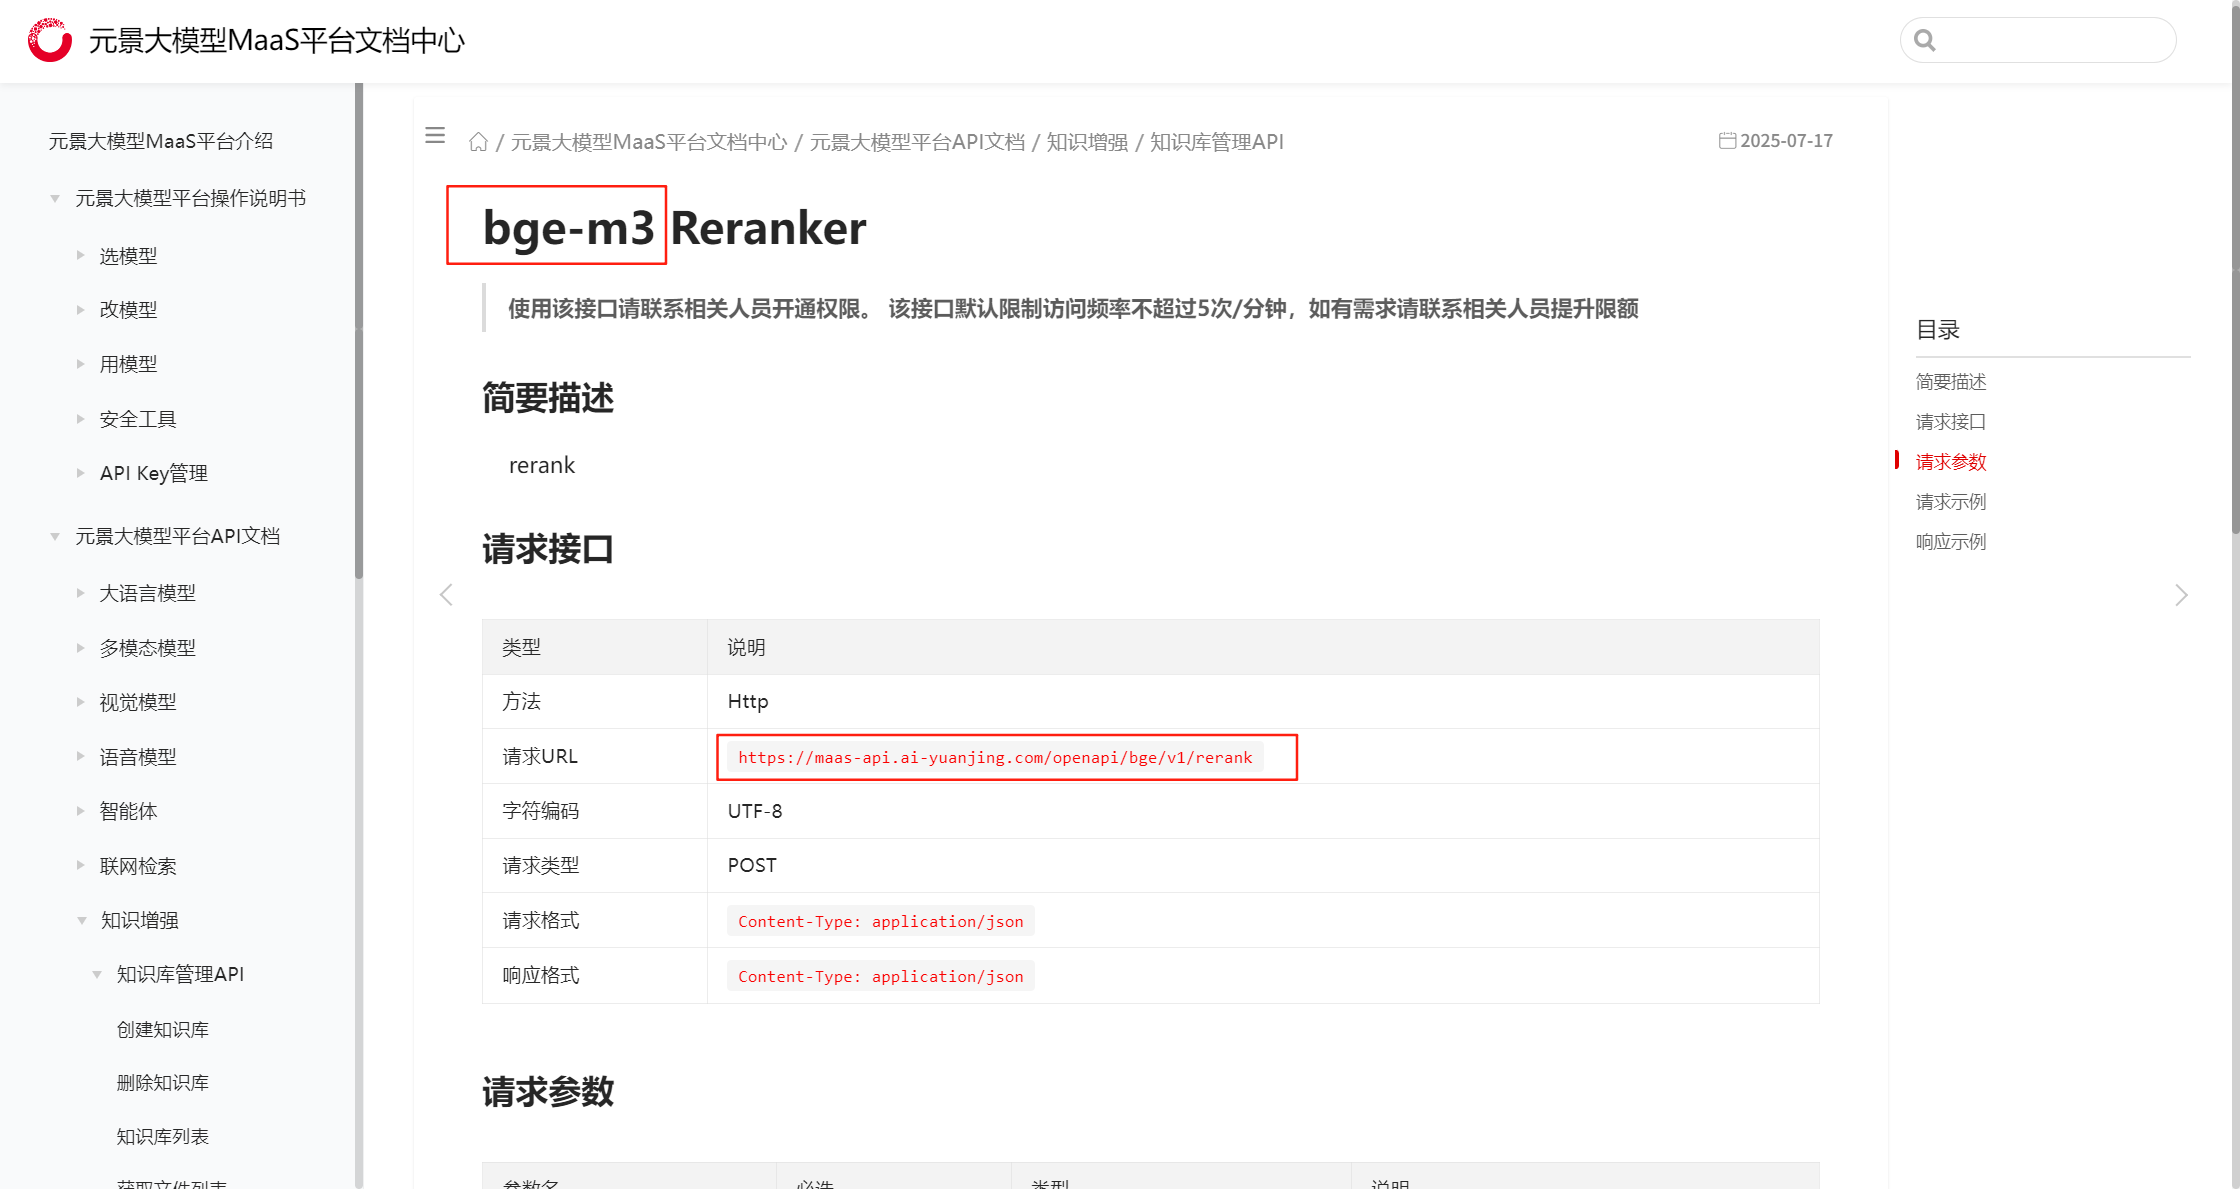 元景大模型MaaS平台文档中心
元景大模型MaaS平台介绍
元景大模型平台操作说明书
选模型
改模型
用模型
安全工具
API Key管理
元景大模型平台API文档
大语言模型
多模态模型
视觉模型
语音模型
智能体
联网检索
知识增强
知识库管理API
创建知识库
删除知识库
知识库列表
获取文件列表
/ 元景大模型MaaS平台文档中心 / 元景大模型平台API文档 / 知识增强 / 知识库管理API
2025-07-17
bge-m3 Reranker
使用该接口请联系相关人员开通权限。 该接口默认限制访问频率不超过5次/分钟，如有需求请联系相关人员提升限额
简要描述
rerank
请求接口
类型 说明
方法 Http
请求URL https://maas-api.ai-yuanjing.com/openapi/bge/v1/rerank
字符编码 UTF-8
请求类型 POST
请求格式 Content-Type: application/json
响应格式 Content-Type: application/json
请求参数
参数名 必选 类型 说明
目录
简要描述
请求接口
请求参数
请求示例
响应示例